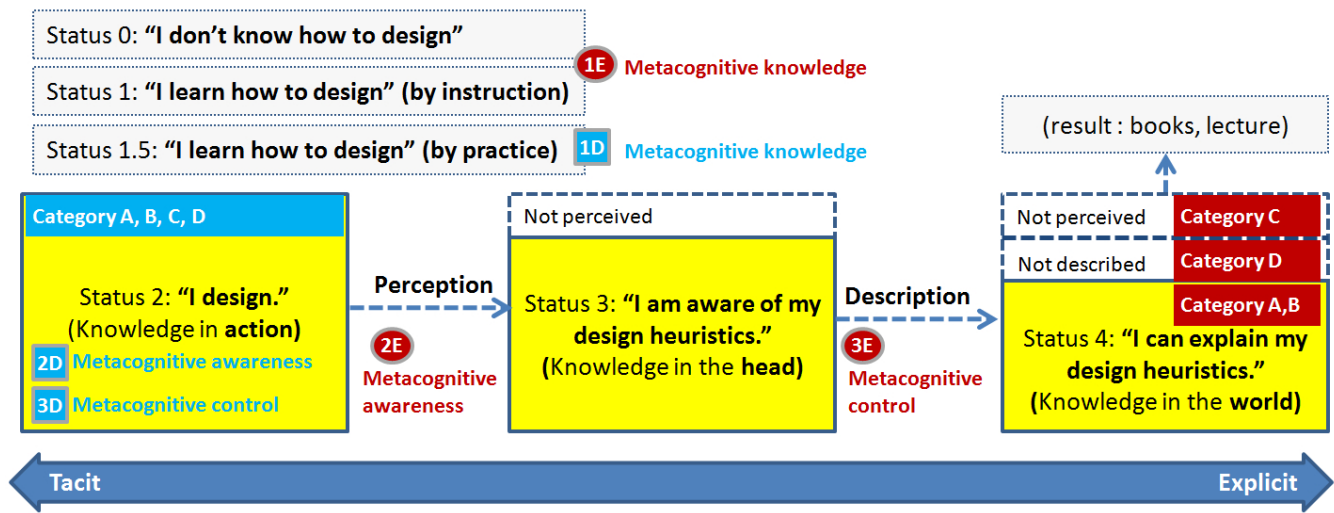 Status 0: “I don’t know how to design”
1E Metacognitive knowledge
Status 1: “I learn how to design” (by instruction)
Status 1.5: “I learn how to design” (by practice)
1D Metacognitive knowledge
(result : books, lecture)
Category A, B, C, D
Status 2: “I design.”
(Knowledge in action)
2D Metacognitive awareness
3D Metacognitive control
Perception
2E
Metacognitive
awareness
Not perceived
Status 3: “I am aware of my
design heuristics.”
(Knowledge in the head)
Description
3E
Metacognitive
control
Not perceived Category C
Not described Category D
Category A,B
Status 4: “I can explain my
design heuristics.”
(Knowledge in the world)
Tacit
Explicit